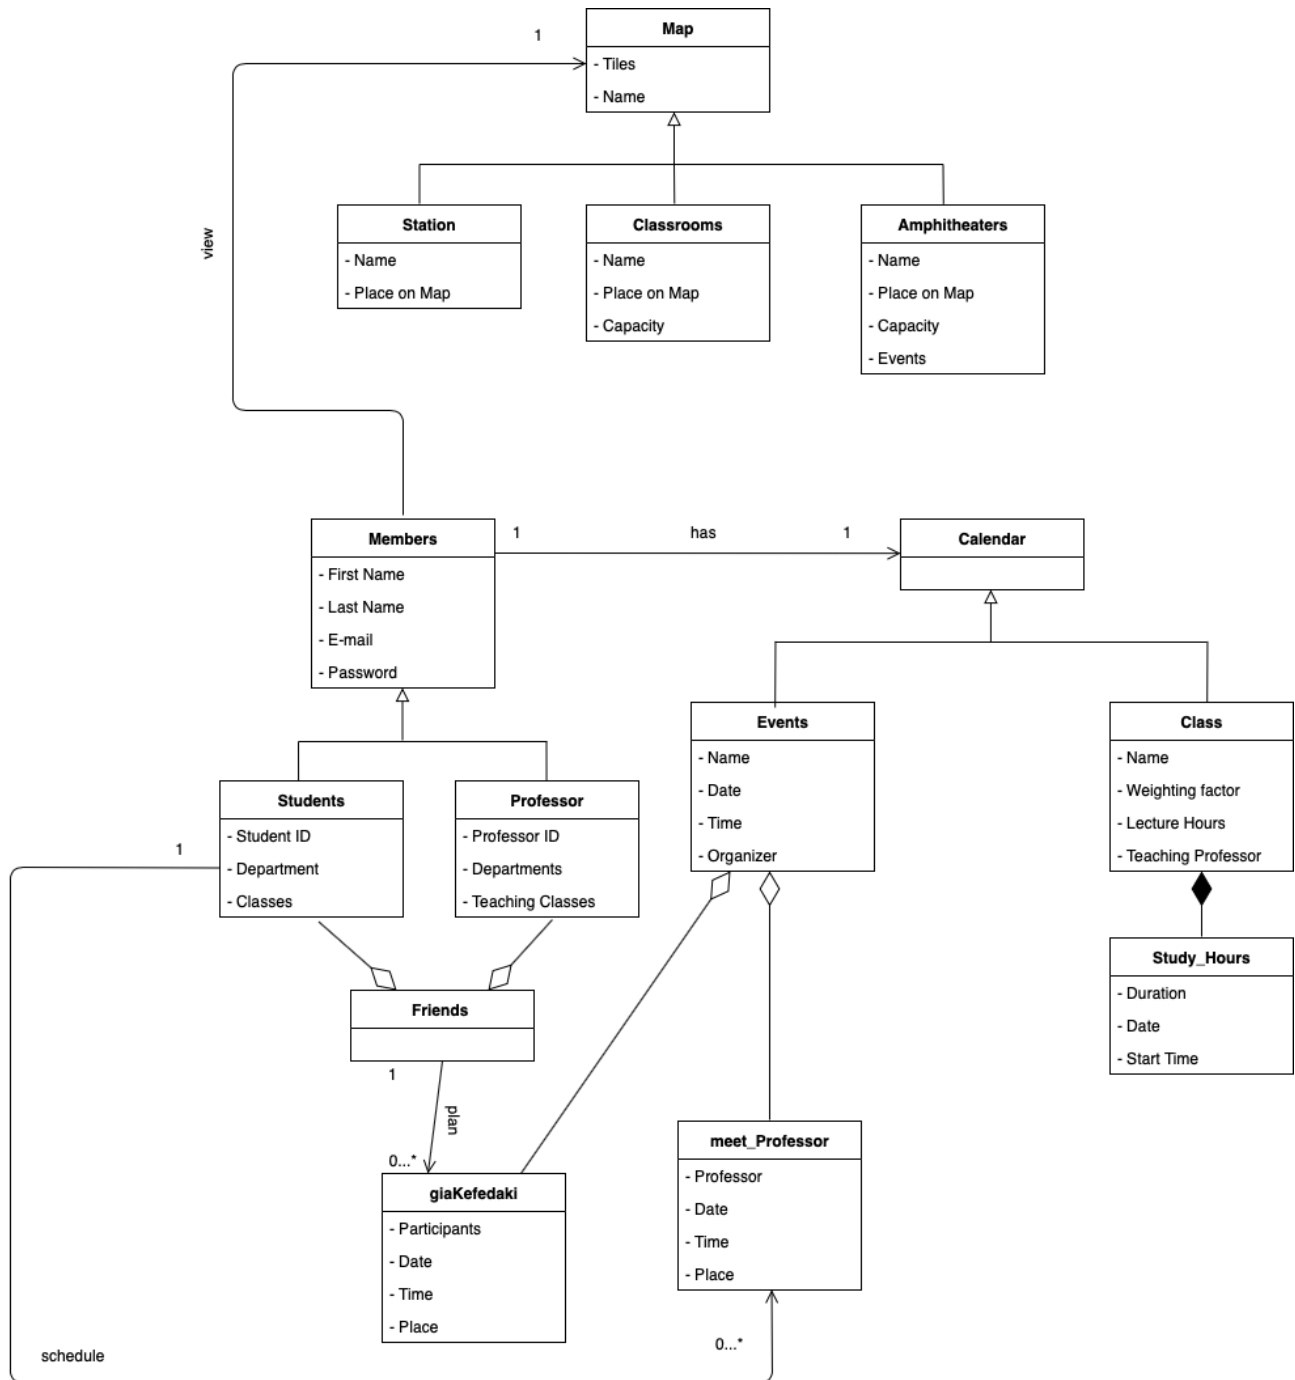 Map
1
- Tiles
- Name
view
Station
- Name
- Place on Map
Classrooms
- Name
- Place on Map
- Capacity
Amphitheaters
- Name
- Place on Map
- Capacity
- Events
Members
- First Name
- Last Name
- E-mail
- Password
1
has
1
Calendar
Students
- Student ID
- Department
- Classes
1
Professor
- Professor ID
- Departments
- Teaching Classes
Events
- Name
- Date
- Time
- Organizer
Class
- Name
- Weighting factor
- Lecture Hours
- Teaching Professor
Study_Hours
- Duration
- Date
- Start Time
Friends
1
plan
0...*
giaKefedaki
- Participants
- Date
- Time
- Place
meet_Professor
- Professor
- Date
- Time
- Place
0...*
schedule